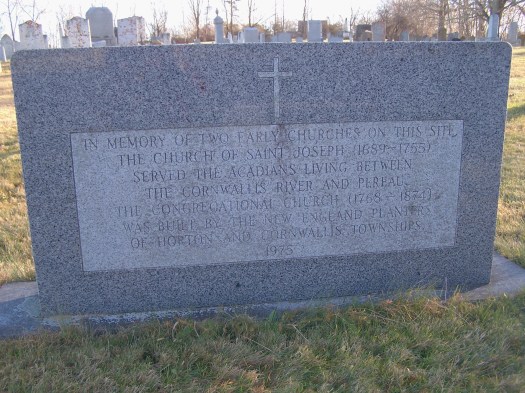 IN MEMORY OF TWO EARLY CHURCHES ON THIS SITE
THE CHURCH OF SAINT JOSEPH (1689-1755)
SERVED THE ACADIANS LIVING BETWEEN
THE CORNWALLIS RIVER AND PEREAU.
THE CONGREGATIONAL CHURCH (1768-1874)
WAS BUILT BY THE NEW ENGLAND PLANTERS
OF HORTON AND CORNWALLIS TOWNSHIPS.
1975